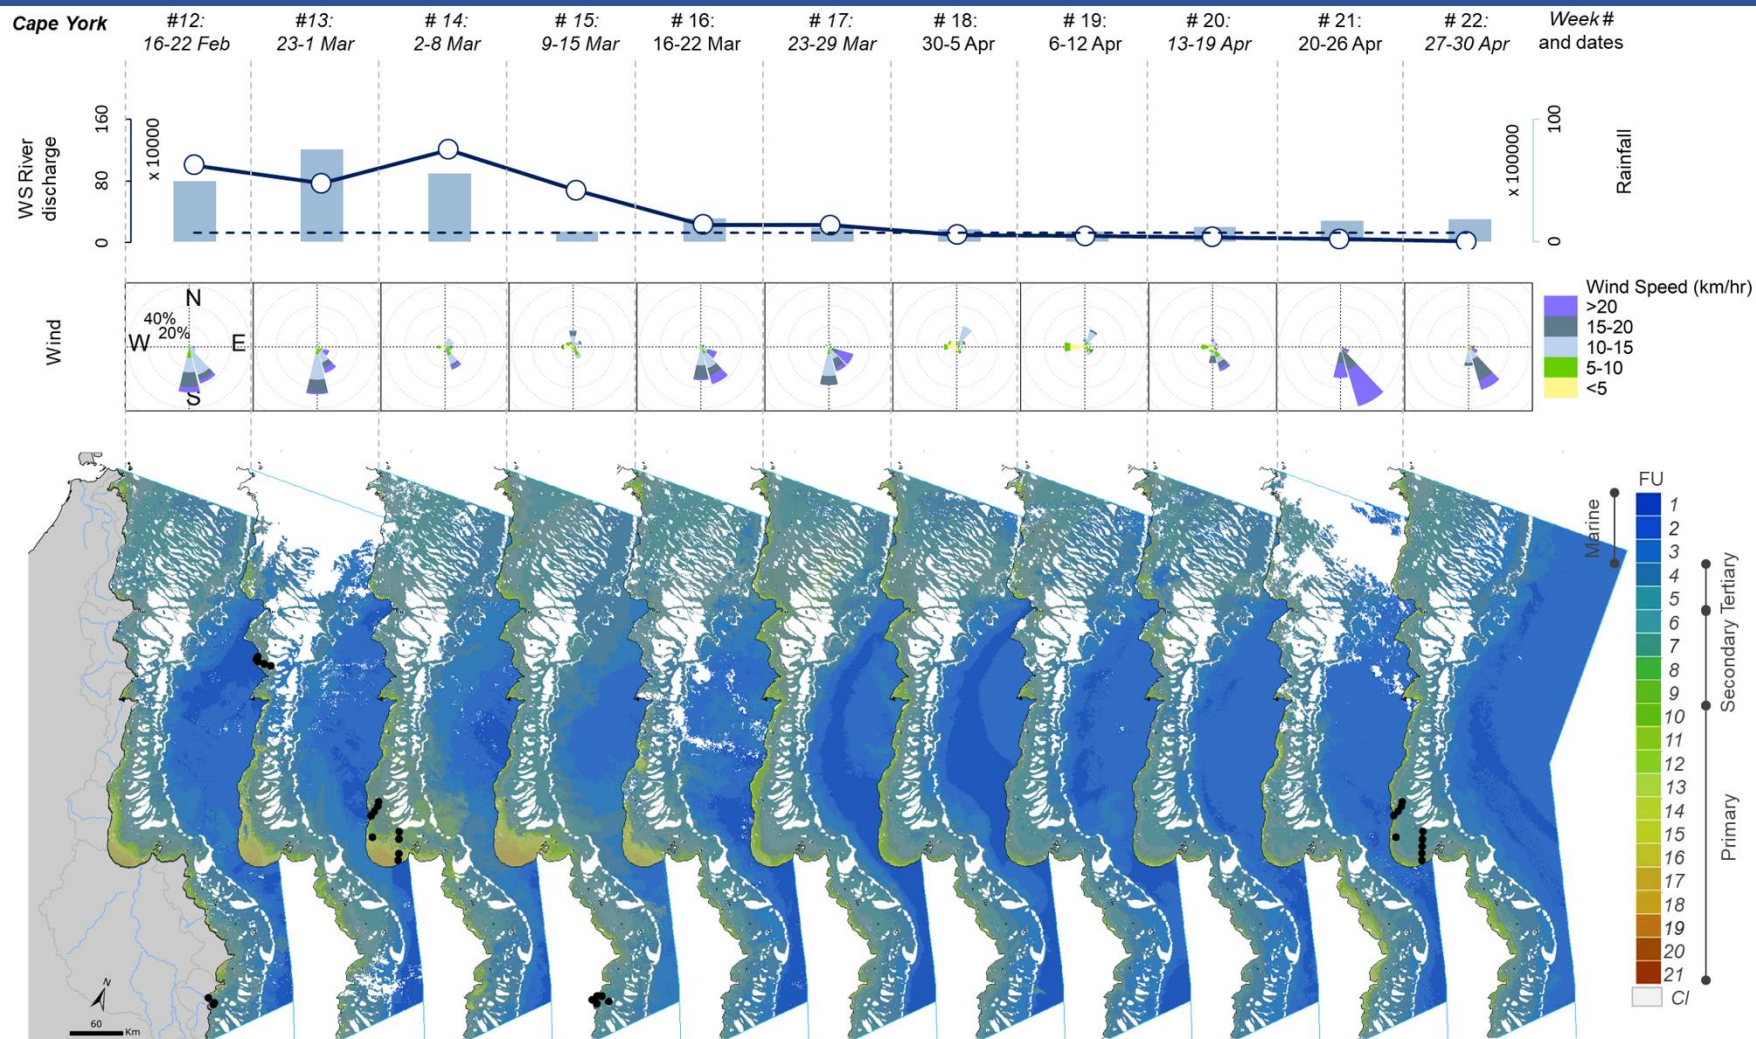 Cape York
#12:
16-22 Feb
#13:
23-1 Mar
# 14:
2-8 Mar
# 15:
9-15 Mar
# 16:
16-22 Mar
# 17:
23-29 Mar
# 18:
30-5 Apr
# 19:
6-12 Apr
# 20:
13-19 Apr
# 21:
20-26 Apr
# 22:
27-30 Apr
Week #
and dates
WS River
discharge
160
80
0
x 10000
x 100000
100
0
Rainfall
Wind
N
40%
20%
W
E
S
Wind Speed (km/hr)
>20
15-20
10-15
5-10
<5
FU
1
2
3
4
5
6
7
8
9
10
11
12
13
14
15
16
17
18
19
20
21
Cl
Marine
Tertiary
Secondary
Primary
N
60
Km